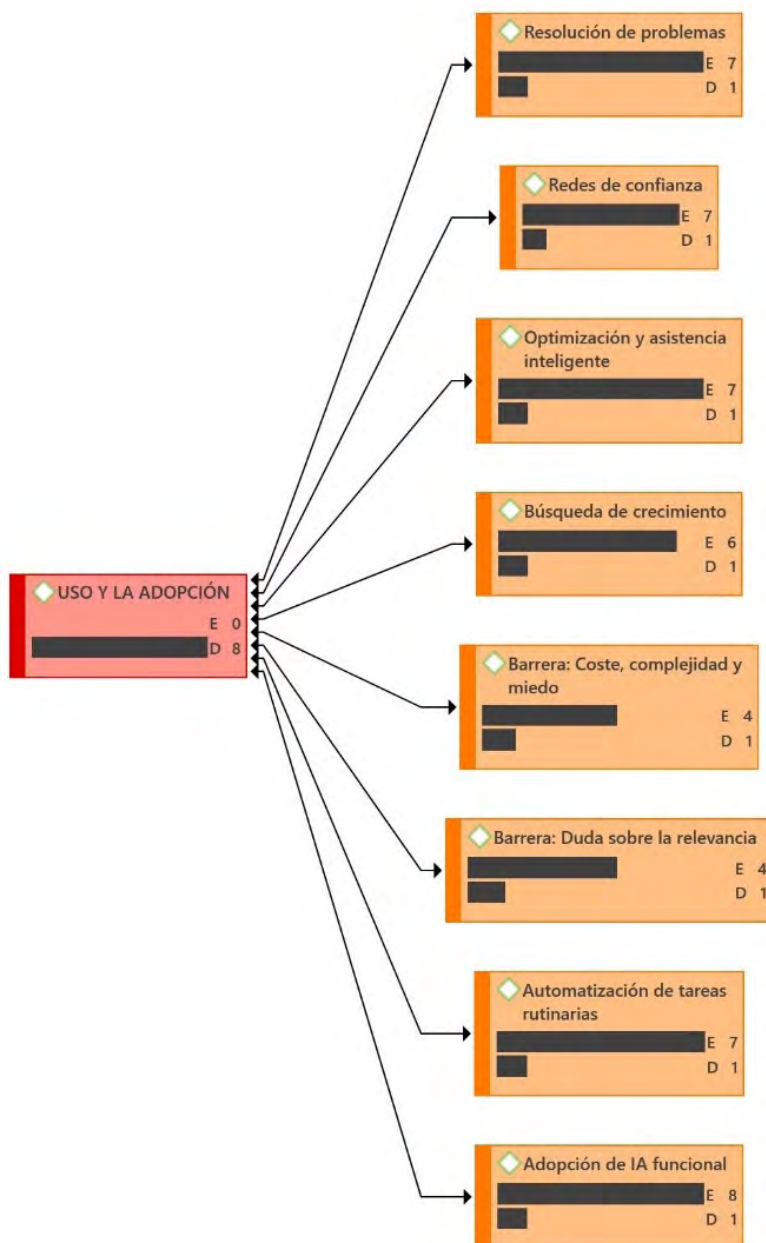 Resolución de problemas
E 7
D 1
Redes de confianza
E 7
D 1
Optimización y asistencia
inteligente
E 7
D 1
Búsqueda de crecimiento
E 6
D 1
USO Y LA ADOPCIÓN
E 0
D 8
Barrera: Coste, complejidad y
miedo
E 4
D 1
Barrera: Duda sobre la relevancia
E 4
D 1
Automatización de tareas
rutinarias
E 7
D 1
Adopción de IA funcional
E 8
D 1